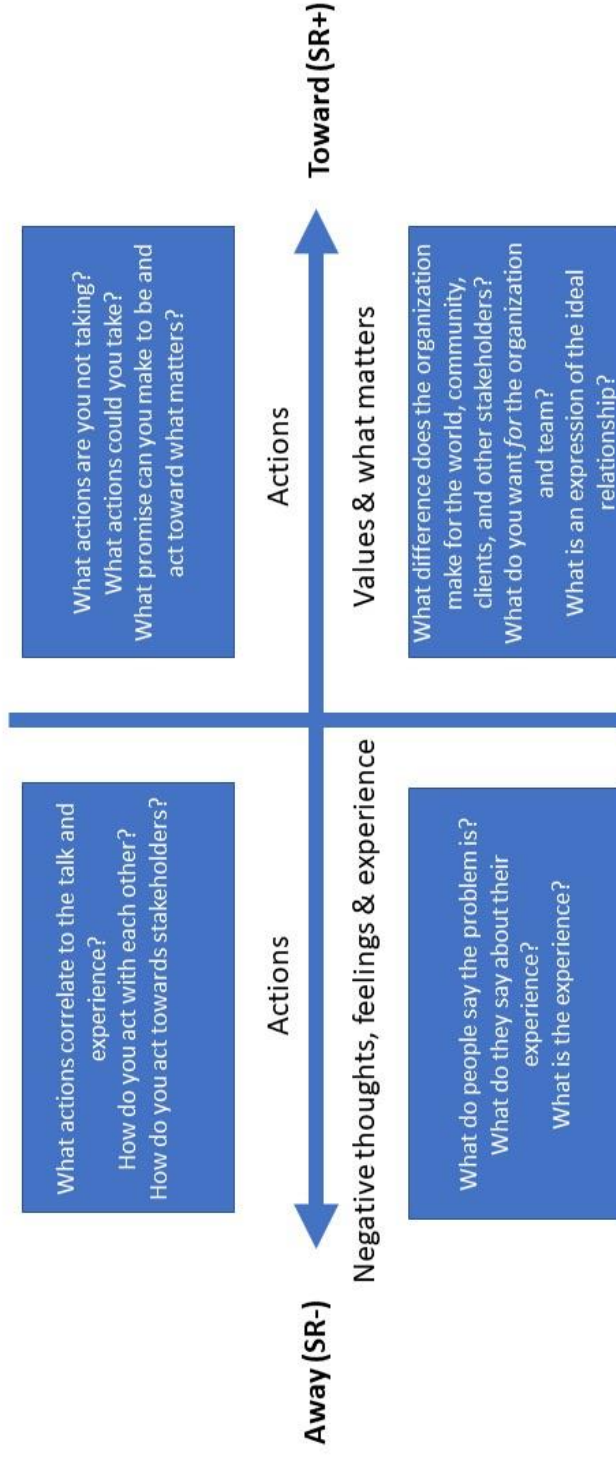 What actions correlate to the talk and
experience?
How do you act with each other?
How do you act towards stakeholders?
What actions are you not taking?
What actions could you take?
What promise can you make to be and
act toward what matters?
Actions
Actions
Away (SR-)
Toward (SR+)
Negative thoughts, feelings & experience
Values & what matters
What do people say the problem is?
What do they say about their
experience?
What is the experience?
What difference does the organization
make for the world, community,
clients, and other stakeholders?
What do you want for the organization
and team?
What is an expression of the ideal
relationship?